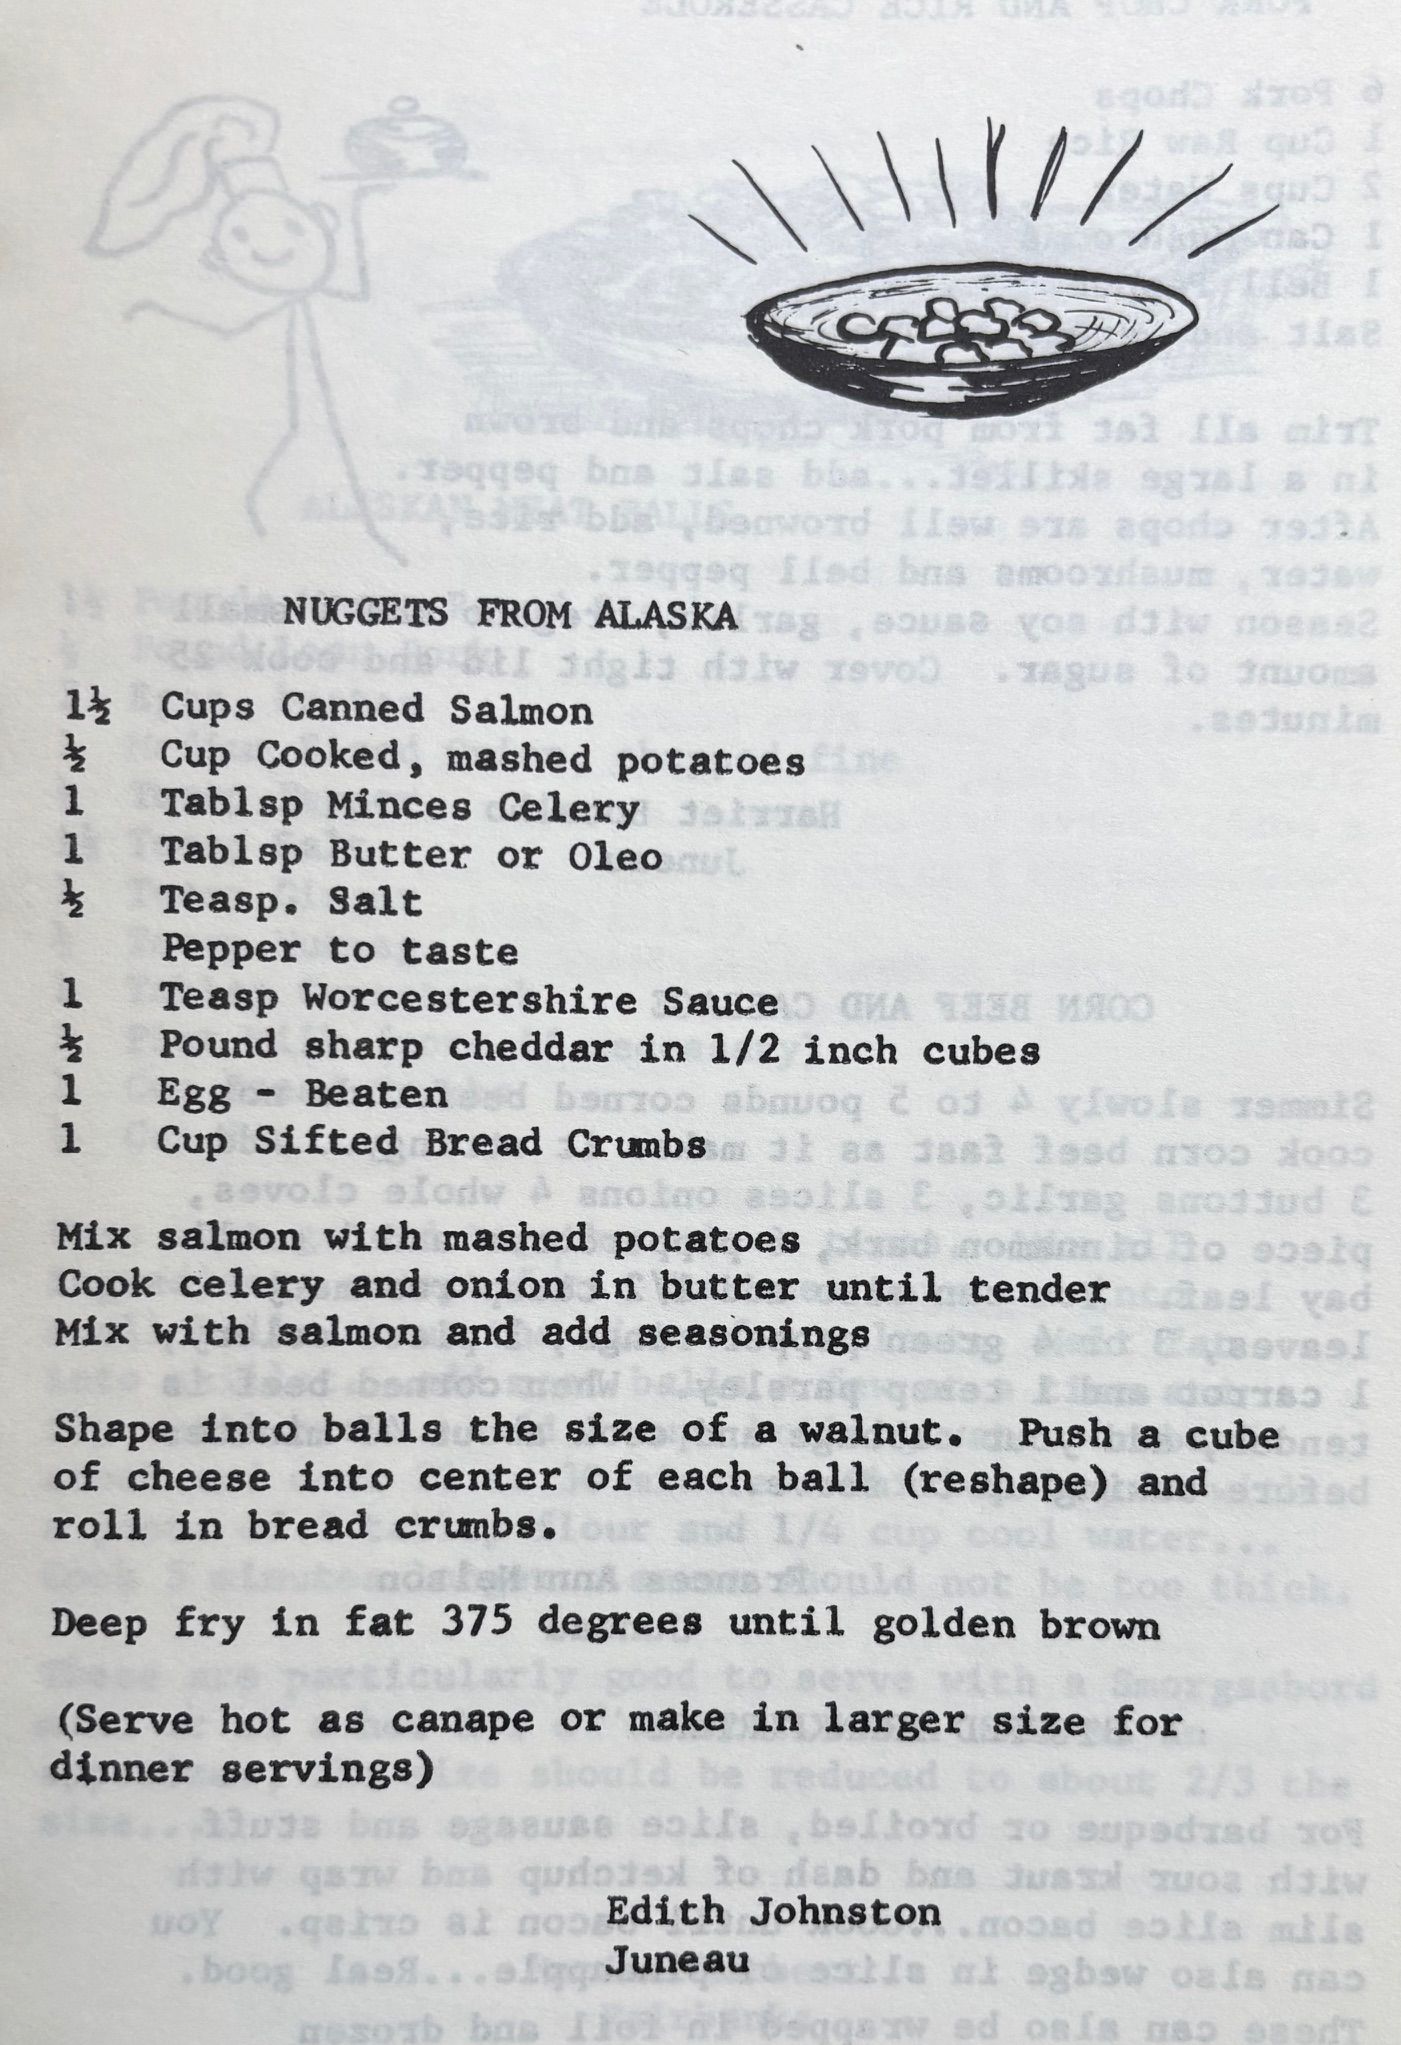 NUGGETS FROM ALASKA
1½ Cups Canned Salmon
½ Cup Cooked, mashed potatoes
1 Tablsp Minces Celery
1 Tablsp Butter or Oleo
½ Teasp. Salt
Pepper to taste
1 Teasp Worcestershire Sauce
½ Pound sharp cheddar in 1/2 inch cubes
1 Egg - Beaten
1 Cup Sifted Bread Crumbs
Mix salmon with mashed potatoes
Cook celery and onion in butter until tender
Mix with salmon and add seasonings
Shape into balls the size of a walnut. Push a cube
of cheese into center of each ball (reshape) and
roll in bread crumbs.
Deep fry in fat 375 degrees until golden brown
(Serve hot as canape or make in larger size for
dinner servings)
Edith Johnston
Juneau